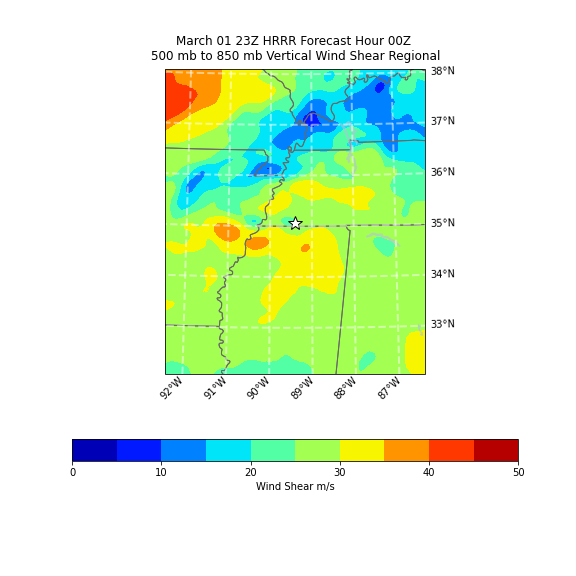 March 01 23Z HRRR Forecast Hour 00Z
500 mb to 850 mb Vertical Wind Shear Regional
38°N
37°N
36°N
35°N
34°N
33°N
92°W 91°W 90°W 89°W 88°W 87°W
0 10 20 30 40 50
Wind Shear m/s